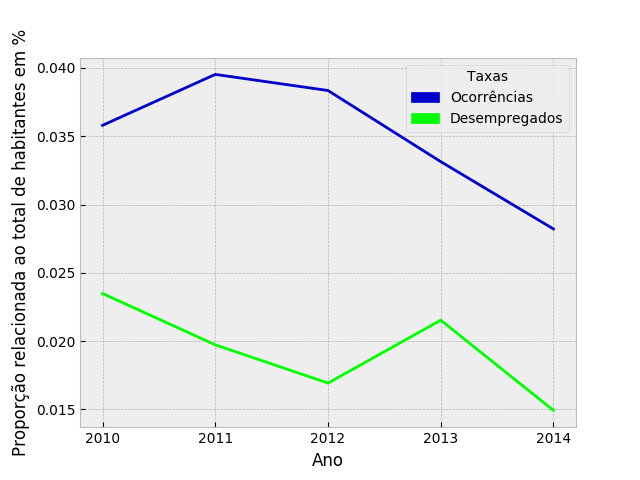 Proporção relacionada ao total de habitantes em %
0.040
0.035
0.030
0.025
0.020
0.015
Taxas
Ocorrências
Desempregados
2010
2011
2012
2013
2014
Ano